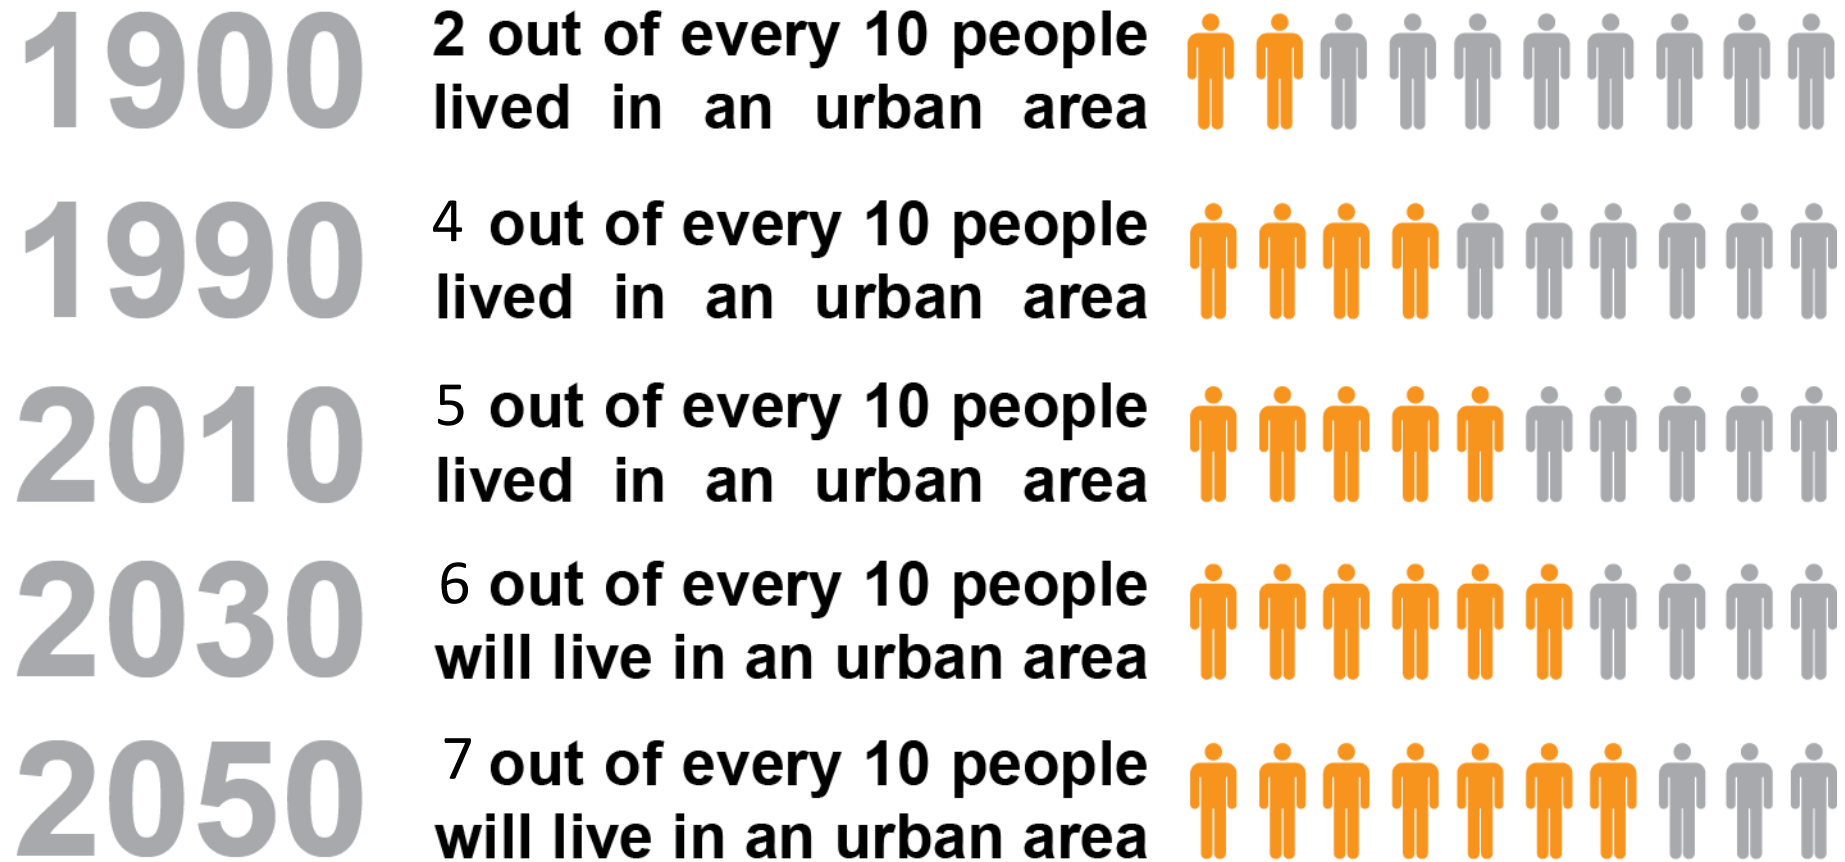 1900
2 out of every 10 people
lived in an urban area
1990
4 out of every 10 people
lived in an urban area
2010
5 out of every 10 people
lived in an urban area
2030
6 out of every 10 people
will live in an urban area
2050
7 out of every 10 people
will live in an urban area